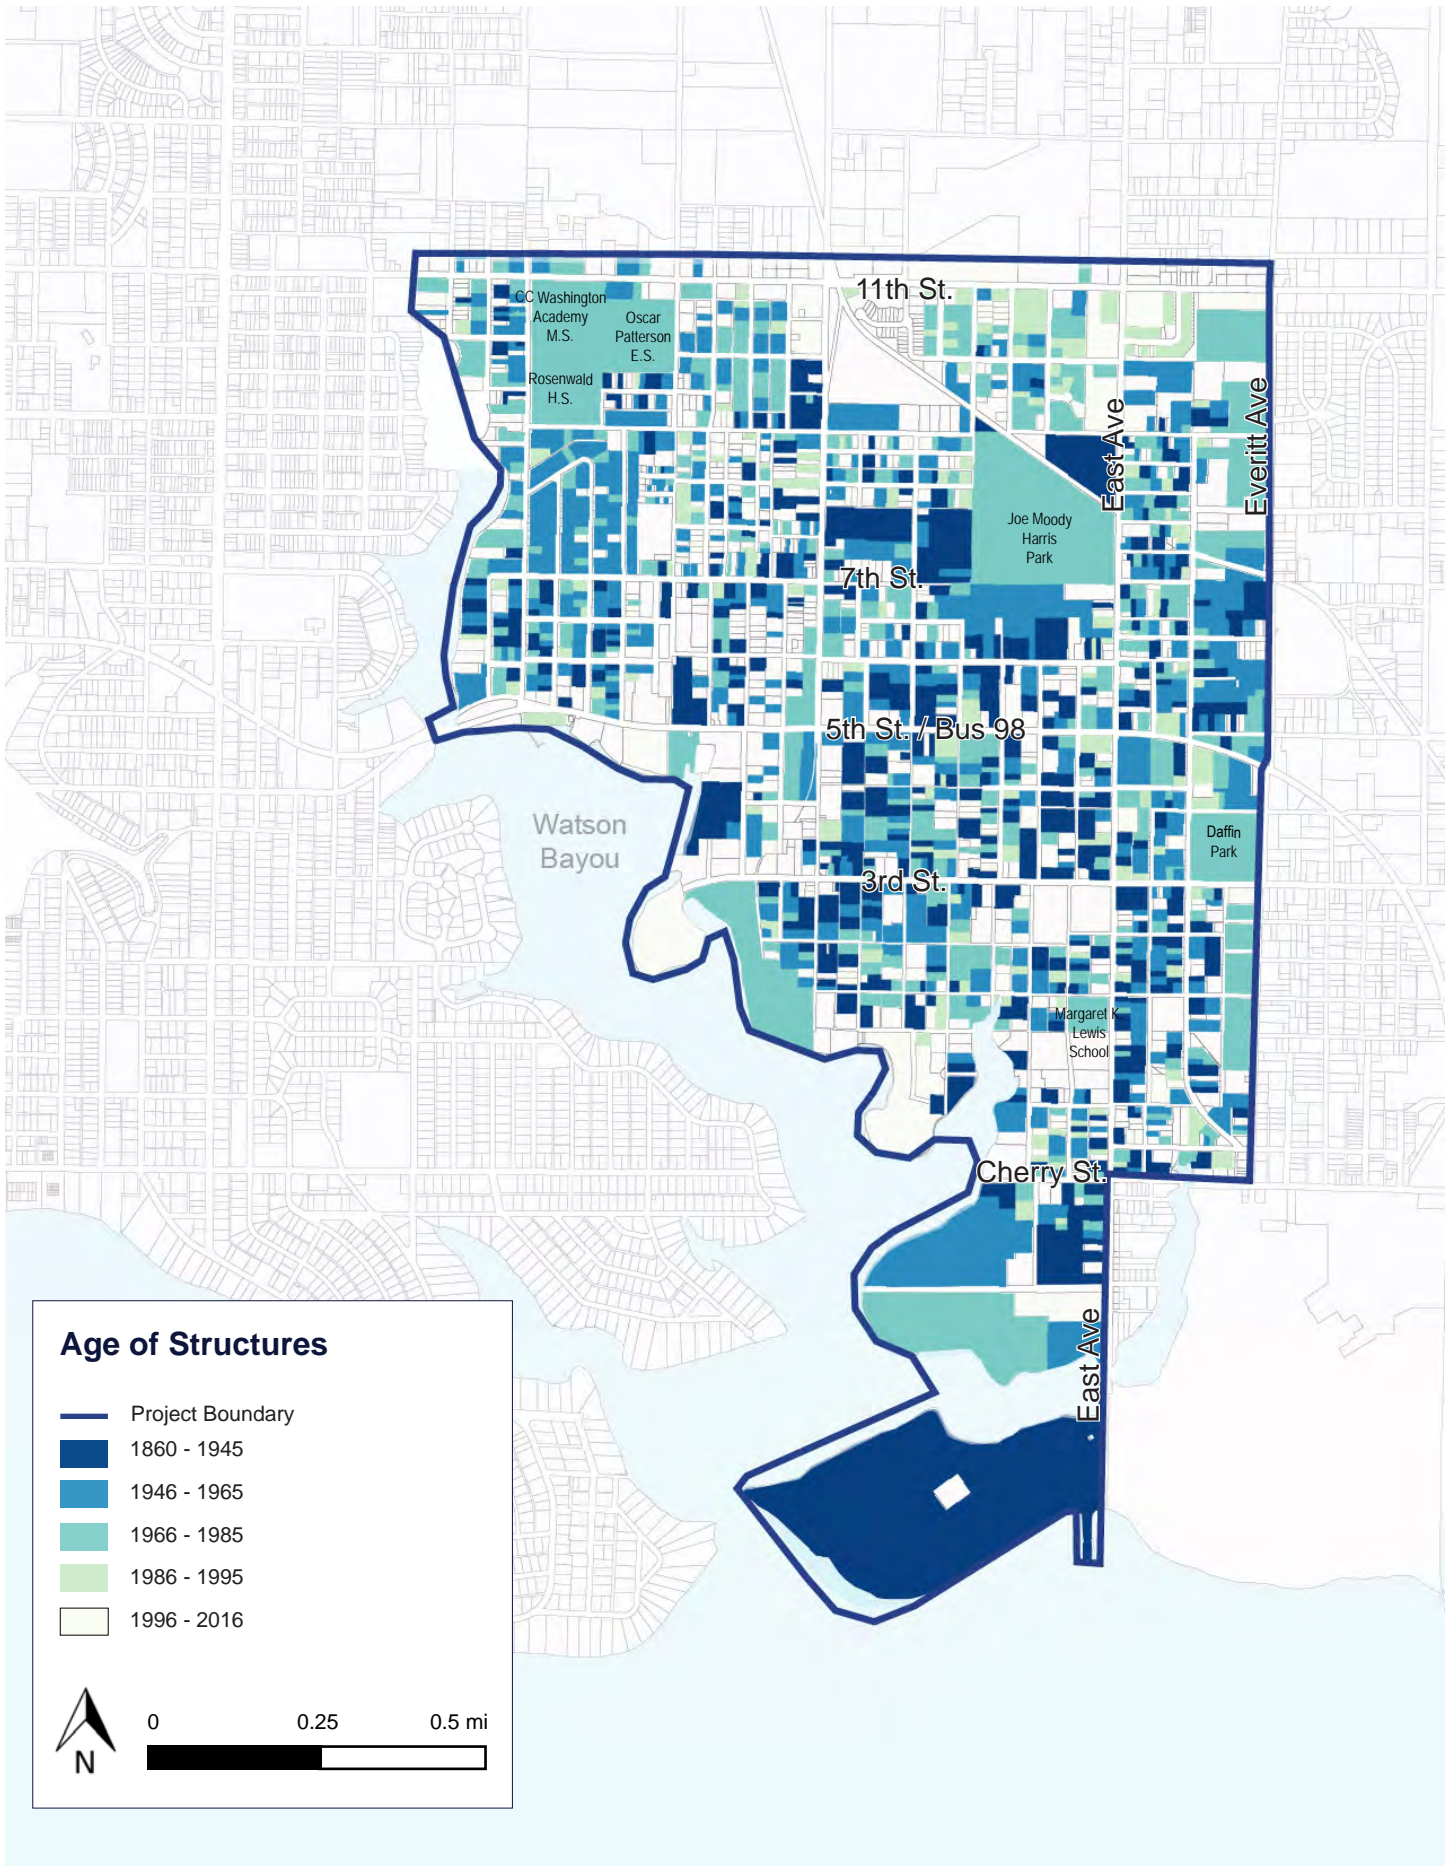 11th St.
CC Washington
Academy
M.S.
Oscar
Patterson
E.S.
Rosenwald
H.S.
East Ave
Everitt Ave
Joe Moody
Harris
Park
7th St.
5th St. / Bus 98
Watson
Bayou
Daffin
Park
3rd St.
Margaret K.
Lewis
School
Cherry St.
East Ave
Age of Structures
Project Boundary
1860 - 1945
1946 - 1965
1966 - 1985
1986 - 1995
1996 - 2016
0 0.25 0.5 mi
N